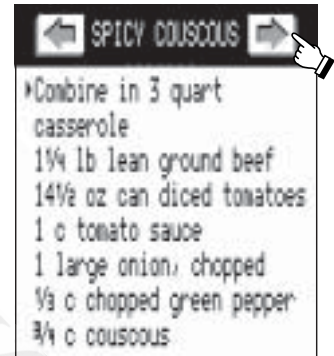 SPICY COUSCOUS
Combine in 3 quart
casserole
1¼ lb lean ground beef
14½ oz can diced tomatoes
1 c tomato sauce
1 large onion, chopped
⅓ c chopped green pepper
¾ c couscous